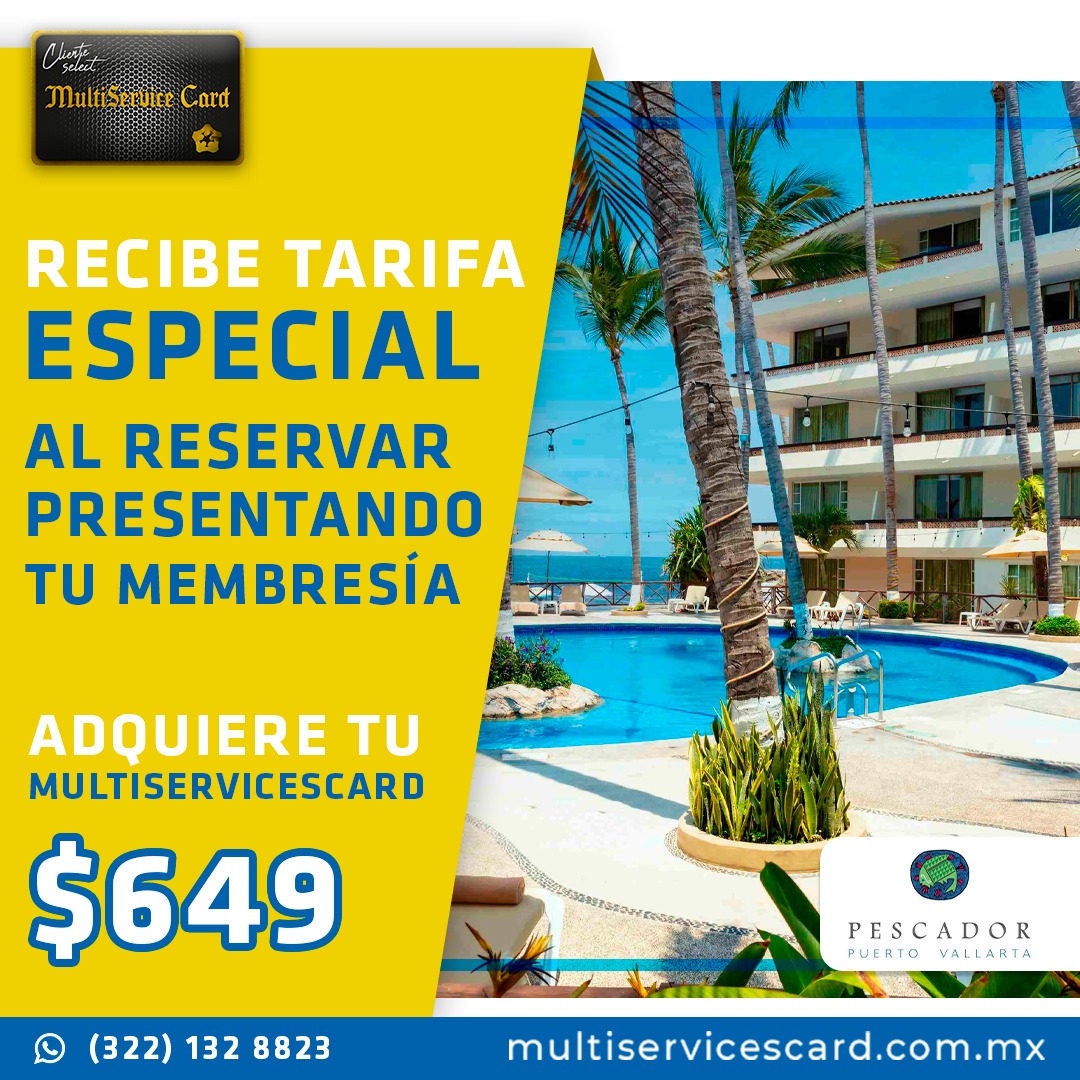 Cliente
select
MultiService Card
RECIBE TARIFA
ESPECIAL
AL RESERVAR
PRESENTANDO
TU MEMBRESÍA
ADQUIERE TU
MULTISERVICESCARD
$649
PESCADOR
PUERTO VALLARTA
(322) 132 8823
multiservicescard.com.mx